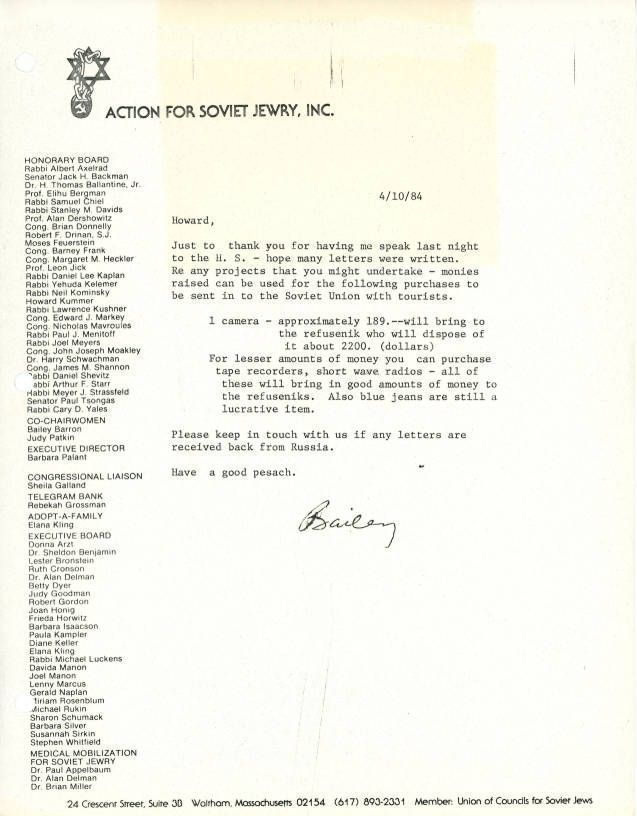 ACTION FOR SOVIET JEWRY, INC.
HONORARY BOARD
Rabbi Albert Axelrad
Senator Jack H. Backman
Dr. H. Thomas Ballantine, Jr.
Prof. Elihu Bergman
Rabbi Samuel Chiel
Rabbi Stanley M. Davids
Prof. Alan Dershowitz
Cong. Brian Donnelly
Robert F. Drinan, S.J.
Moses Feuerstein
Cong. Barney Frank
Cong. Margaret M. Heckler
Prof. Leon Jick
Rabbi Daniel Lee Kaplan
Rabbi Yehuda Kelemer
Rabbi Neil Kominsky
Howard Kummer
Rabbi Lawrence Kushner
Cong. Edward J. Markey
Cong. Nicholas Mavroules
Rabbi Paul J. Menitoff
Rabbi Joel Meyers
Cong. John Joseph Moakley
Dr. Harry Schwachman
Cong. James M. Shannon
Rabbi Daniel Shevitz
Rabbi Arthur F. Starr
Rabbi Meyer J. Strassfeld
Senator Paul Tsongas
Rabbi Cary D. Yales
CO-CHAIRWOMEN
Bailey Barron
Judy Patkin
EXECUTIVE DIRECTOR
Barbara Palant
CONGRESSIONAL LIAISON
Sheila Galland
TELEGRAM BANK
Rebekah Grossman
ADOPT-A-FAMILY
Elana Kling
EXECUTIVE BOARD
Donna Arzt
Dr. Sheldon Benjamin
Lester Bronstein
Ruth Cronson
Dr. Alan Delman
Betty Dyer
Judy Goodman
Robert Gordon
Joan Honig
Frieda Horwitz
Barbara Isaacson
Paula Kampler
Diane Keller
Elana Kling
Rabbi Michael Luckens
Davida Manon
Joel Manon
Lenny Marcus
Gerald Naplan
Miriam Rosenblum
Michael Rukin
Sharon Schumack
Barbara Silver
Susannah Sirkin
Stephen Whitfield
MEDICAL MOBILIZATION
FOR SOVIET JEWRY
Dr. Paul Appelbaum
Dr. Alan Delman
Dr. Brian Miller
4/10/84
Howard,
Just to thank you for having me speak last night
to the H. S. - hope many letters were written.
Re any projects that you might undertake - monies
raised can be used for the following purchases to
be sent in to the Soviet Union with tourists.
1 camera - approximately 189.--will bring to
the refusenik who will dispose of
it about 2200. (dollars)
For lesser amounts of money you can purchase
tape recorders, short wave radios - all of
these will bring in good amounts of money to
the refuseniks. Also blue jeans are still a
lucrative item.
Please keep in touch with us if any letters are
received back from Russia.
Have a good pesach.
Bailey
24 Crescent Street, Suite 3B Waltham, Massachusetts 02154 (617) 893-2331 Member: Union of Councils for Soviet Jews